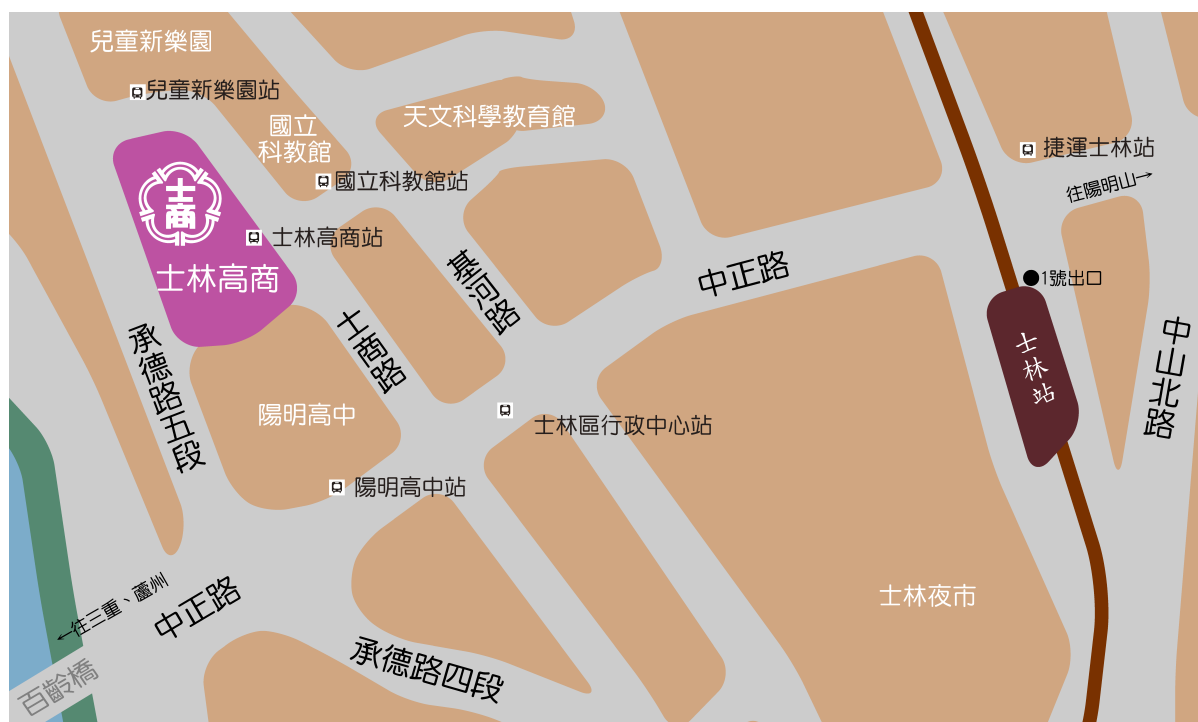 兒童新樂園
兒童新樂園站
天文科學教育館
國立
科教館
捷運士林站
國立科教館站
往陽明山→
士商
士林高商站
士林高商
基河路
中正路
1號出口
士林站
中山北路
承德路五段
士商路
陽明高中
士林區行政中心站
陽明高中站
士林夜市
←往三重、蘆州
中正路
承德路四段
百齡橋